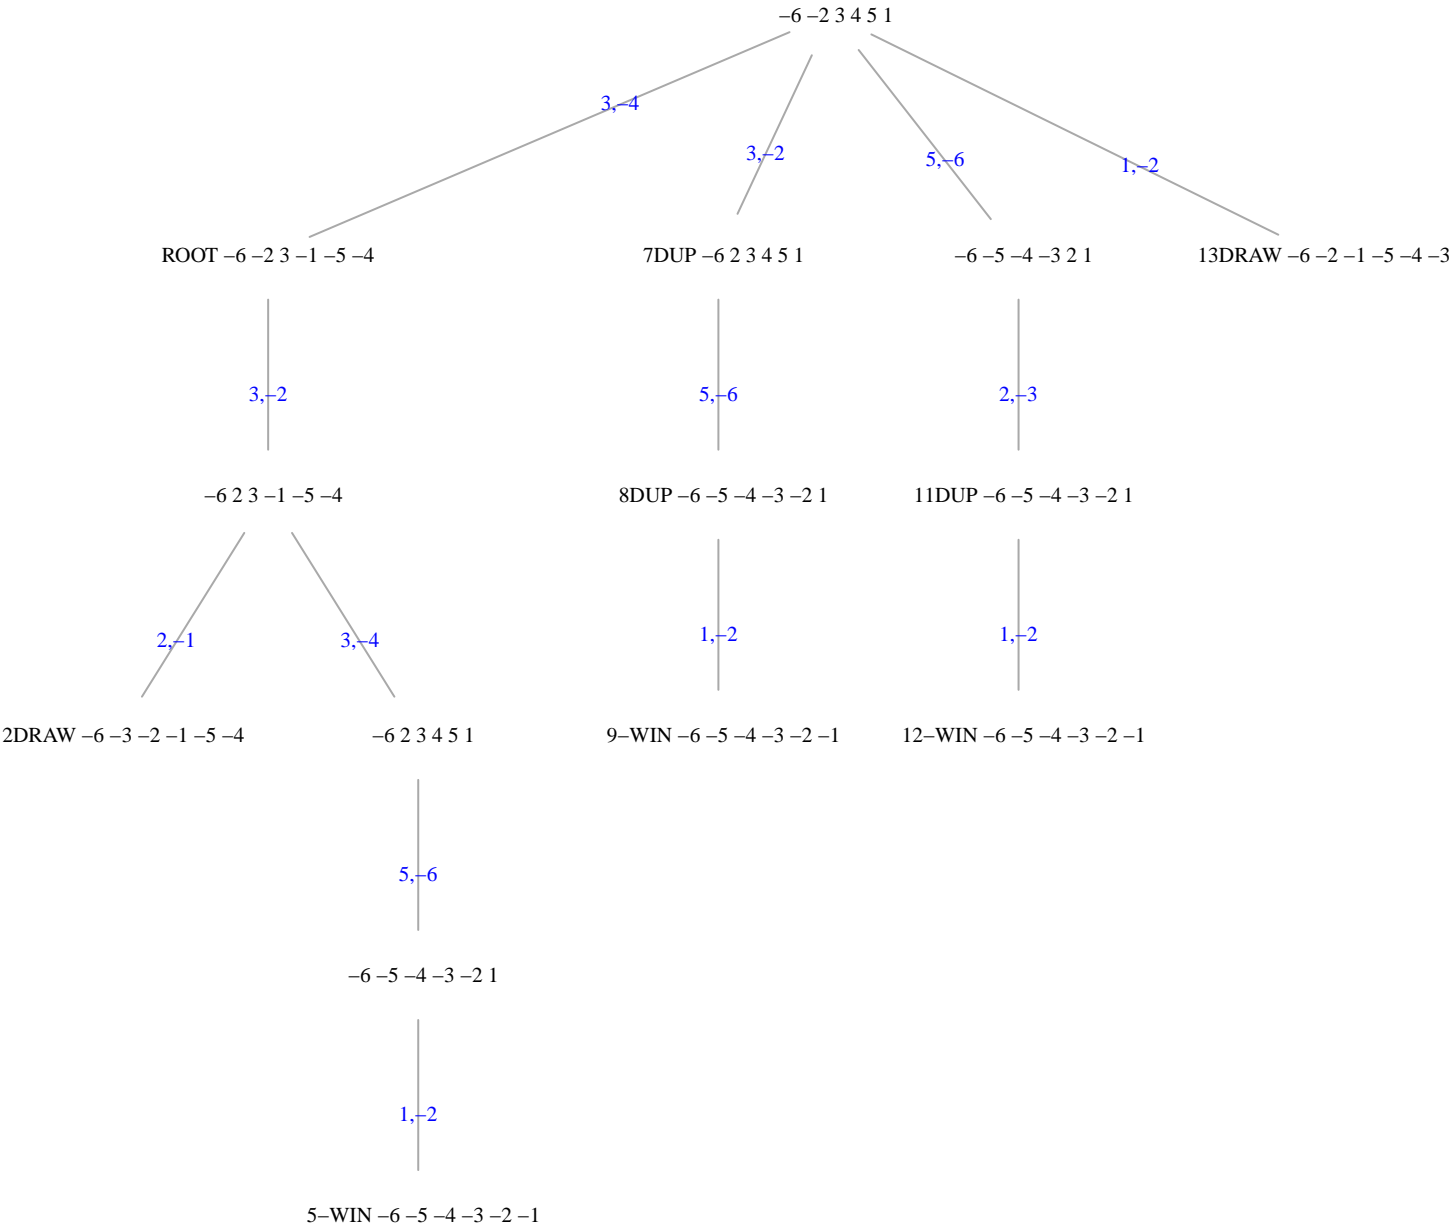 −6 −2 3 4 5 1
3,−4
3,−2
5,−6
1,−2
ROOT −6 −2 3 −1 −5 −4
7DUP −6 2 3 4 5 1
−6 −5 −4 −3 2 1
13DRAW −6 −2 −1 −5 −4 −3
3,−2
5,−6
2,−3
−6 2 3 −1 −5 −4
8DUP −6 −5 −4 −3 −2 1
11DUP −6 −5 −4 −3 −2 1
2,−1
3,−4
1,−2
1,−2
2DRAW −6 −3 −2 −1 −5 −4
−6 2 3 4 5 1
9−WIN −6 −5 −4 −3 −2 −1
12−WIN −6 −5 −4 −3 −2 −1
5,−6
−6 −5 −4 −3 −2 1
1,−2
5−WIN −6 −5 −4 −3 −2 −1